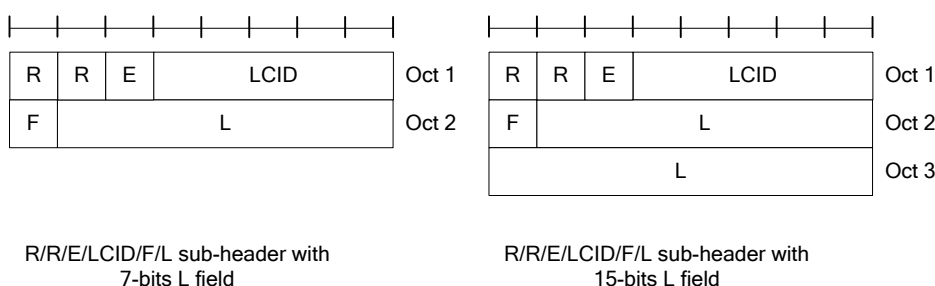 R R E LCID Oct 1
F L Oct 2
R/R/E/LCID/F/L sub-header with
7-bits L field
R R E LCID Oct 1
F L Oct 2
L Oct 3
R/R/E/LCID/F/L sub-header with
15-bits L field